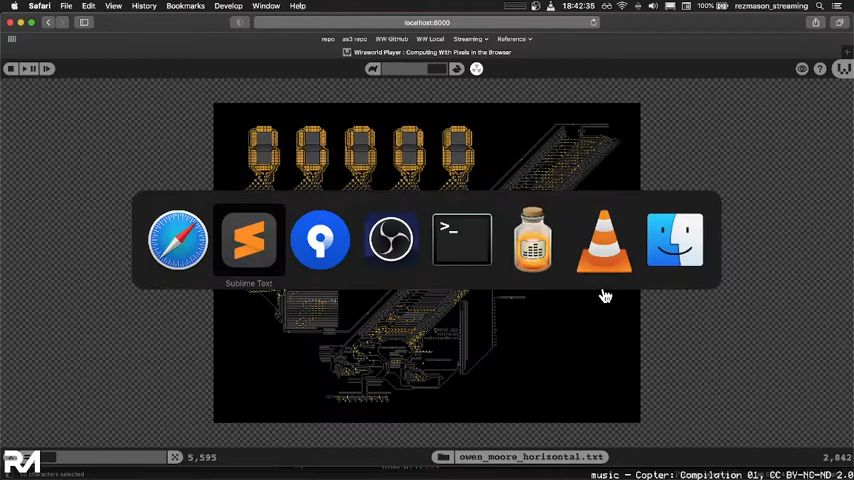 Safari File Edit View History Bookmarks Develop Window Help
18:42:35
100%
rezmason_streaming
localhost:8000
repo as3 repo WW GitHub WW Local Streaming Reference
Wireworld Player : Computing With Pixels in the Browser
>_
Sublime Text
5,595
owen_moore_horizontal.txt
2,842
characters selected
music – Copter: Compilation 01, CC BY-NC-ND 2.0